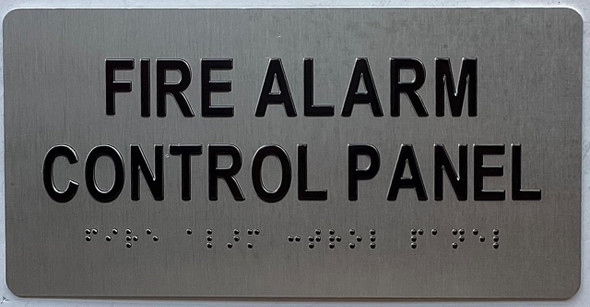 FIRE ALARM
CONTROL PANEL